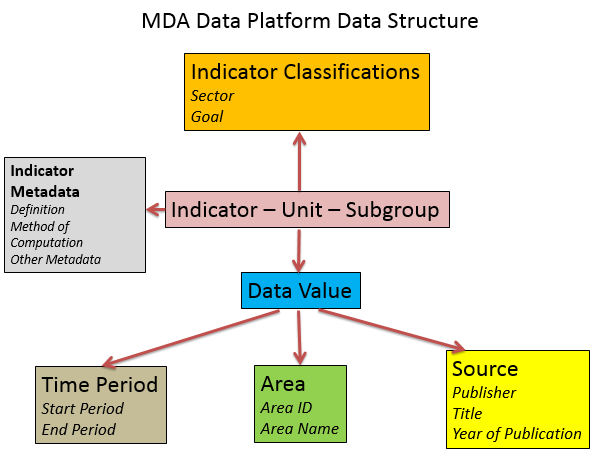 MDA Data Platform Data Structure
Indicator Classifications
Sector
Goal
Indicator
Metadata
Definition
Method of
Computation
Other Metadata
Indicator – Unit – Subgroup
Data Value
Time Period
Start Period
End Period
Area
Area ID
Area Name
Source
Publisher
Title
Year of Publication